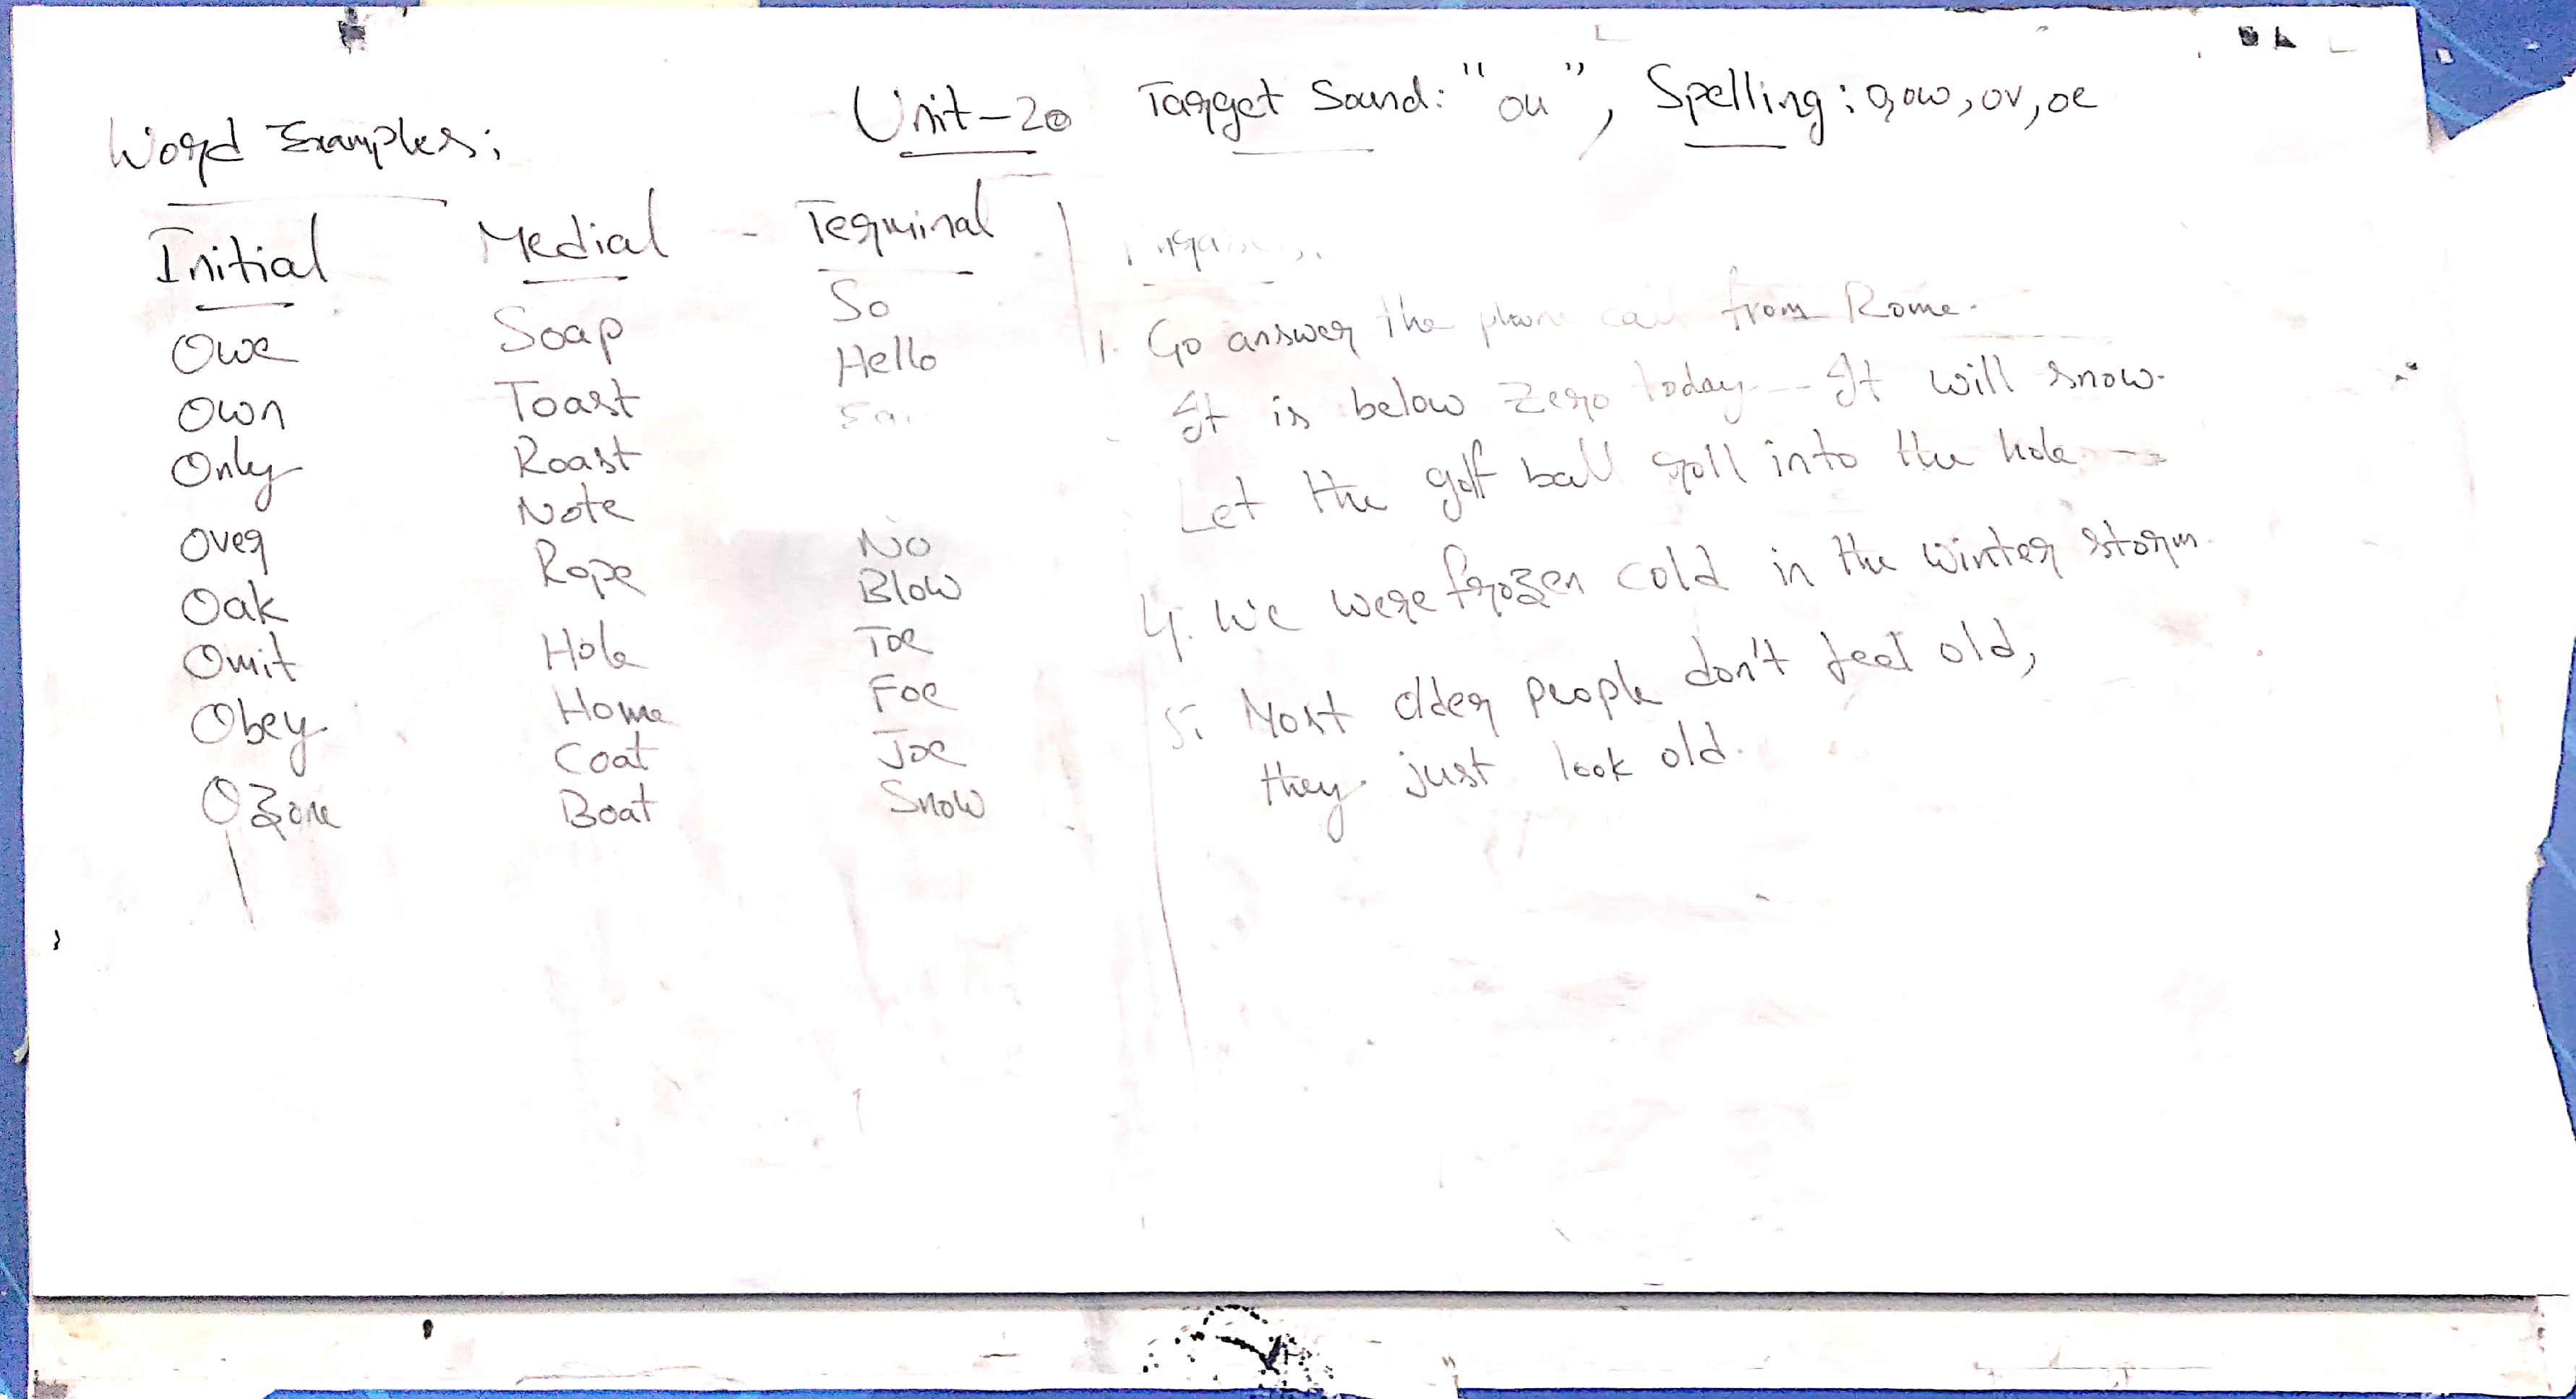 Unit-20 Target Sound: "ou", Spelling: o, ow, ov, oe
Word Examples:
Initial Medial - Terminal
Owe Soap So
Own Toast Hello
Only Roast
Over Note No
Oak Rope Blow
Omit Hole Toe
Obey Home Foe
Ozone Coat Joe
Boat Snow
1. Go answer the phone call from Rome.
It is below zero today - It will snow.
Let the golf ball roll into the hole
4. We were frozen cold in the winter storm.
5. Most older people don't feel old,
they just look old.